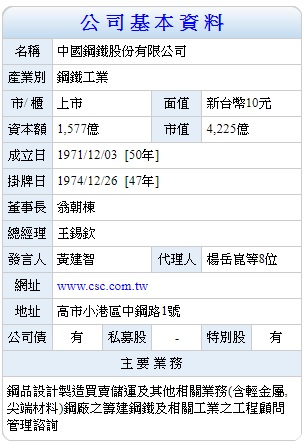 公司基本資料
名稱 中國鋼鐵股份有限公司
產業別 鋼鐵工業
市/ 櫃 上市 面值 新台幣10元
資本額 1,577億 市值 4,225億
成立日 1971/12/03 [50年]
掛牌日 1974/12/26 [47年]
董事長 翁朝棟
總經理 王錫欽
發言人 黃建智 代理人 楊岳崑等8位
網址 www.csc.com.tw
地址 高市小港區中鋼路1號
公司債 有 私募股 - 特別股 有
主要業務
鋼品設計製造買賣儲運及其他相關業務(含輕金屬,
尖端材料)鋼廠之籌建鋼鐵及相關工業之工程顧問
管理諮詢